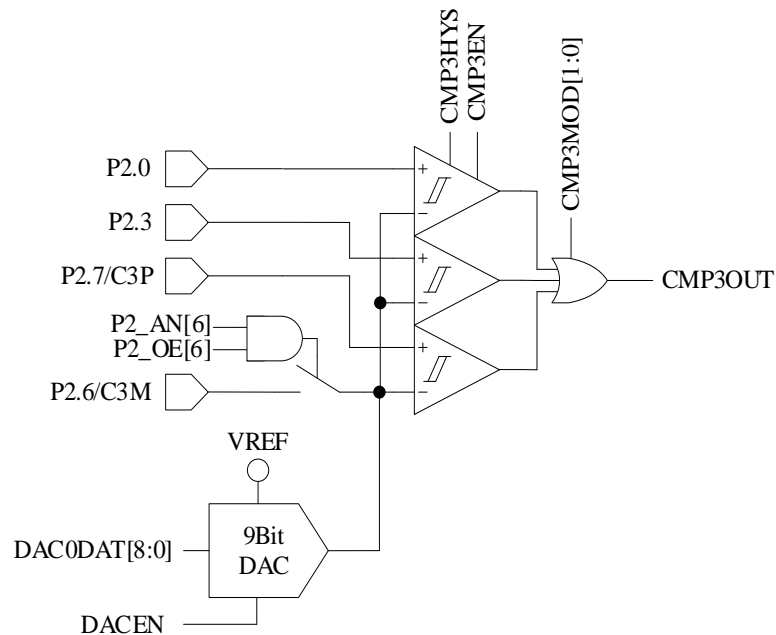 CMP3HYS
CMP3EN
CMP3MOD[1:0]
P2.0
+
−
P2.3
+
−
P2.7/C3P
CMP3OUT
P2_AN[6]
P2_OE[6]
+
−
P2.6/C3M
VREF
DAC0DAT[8:0]
9Bit
DAC
DACEN